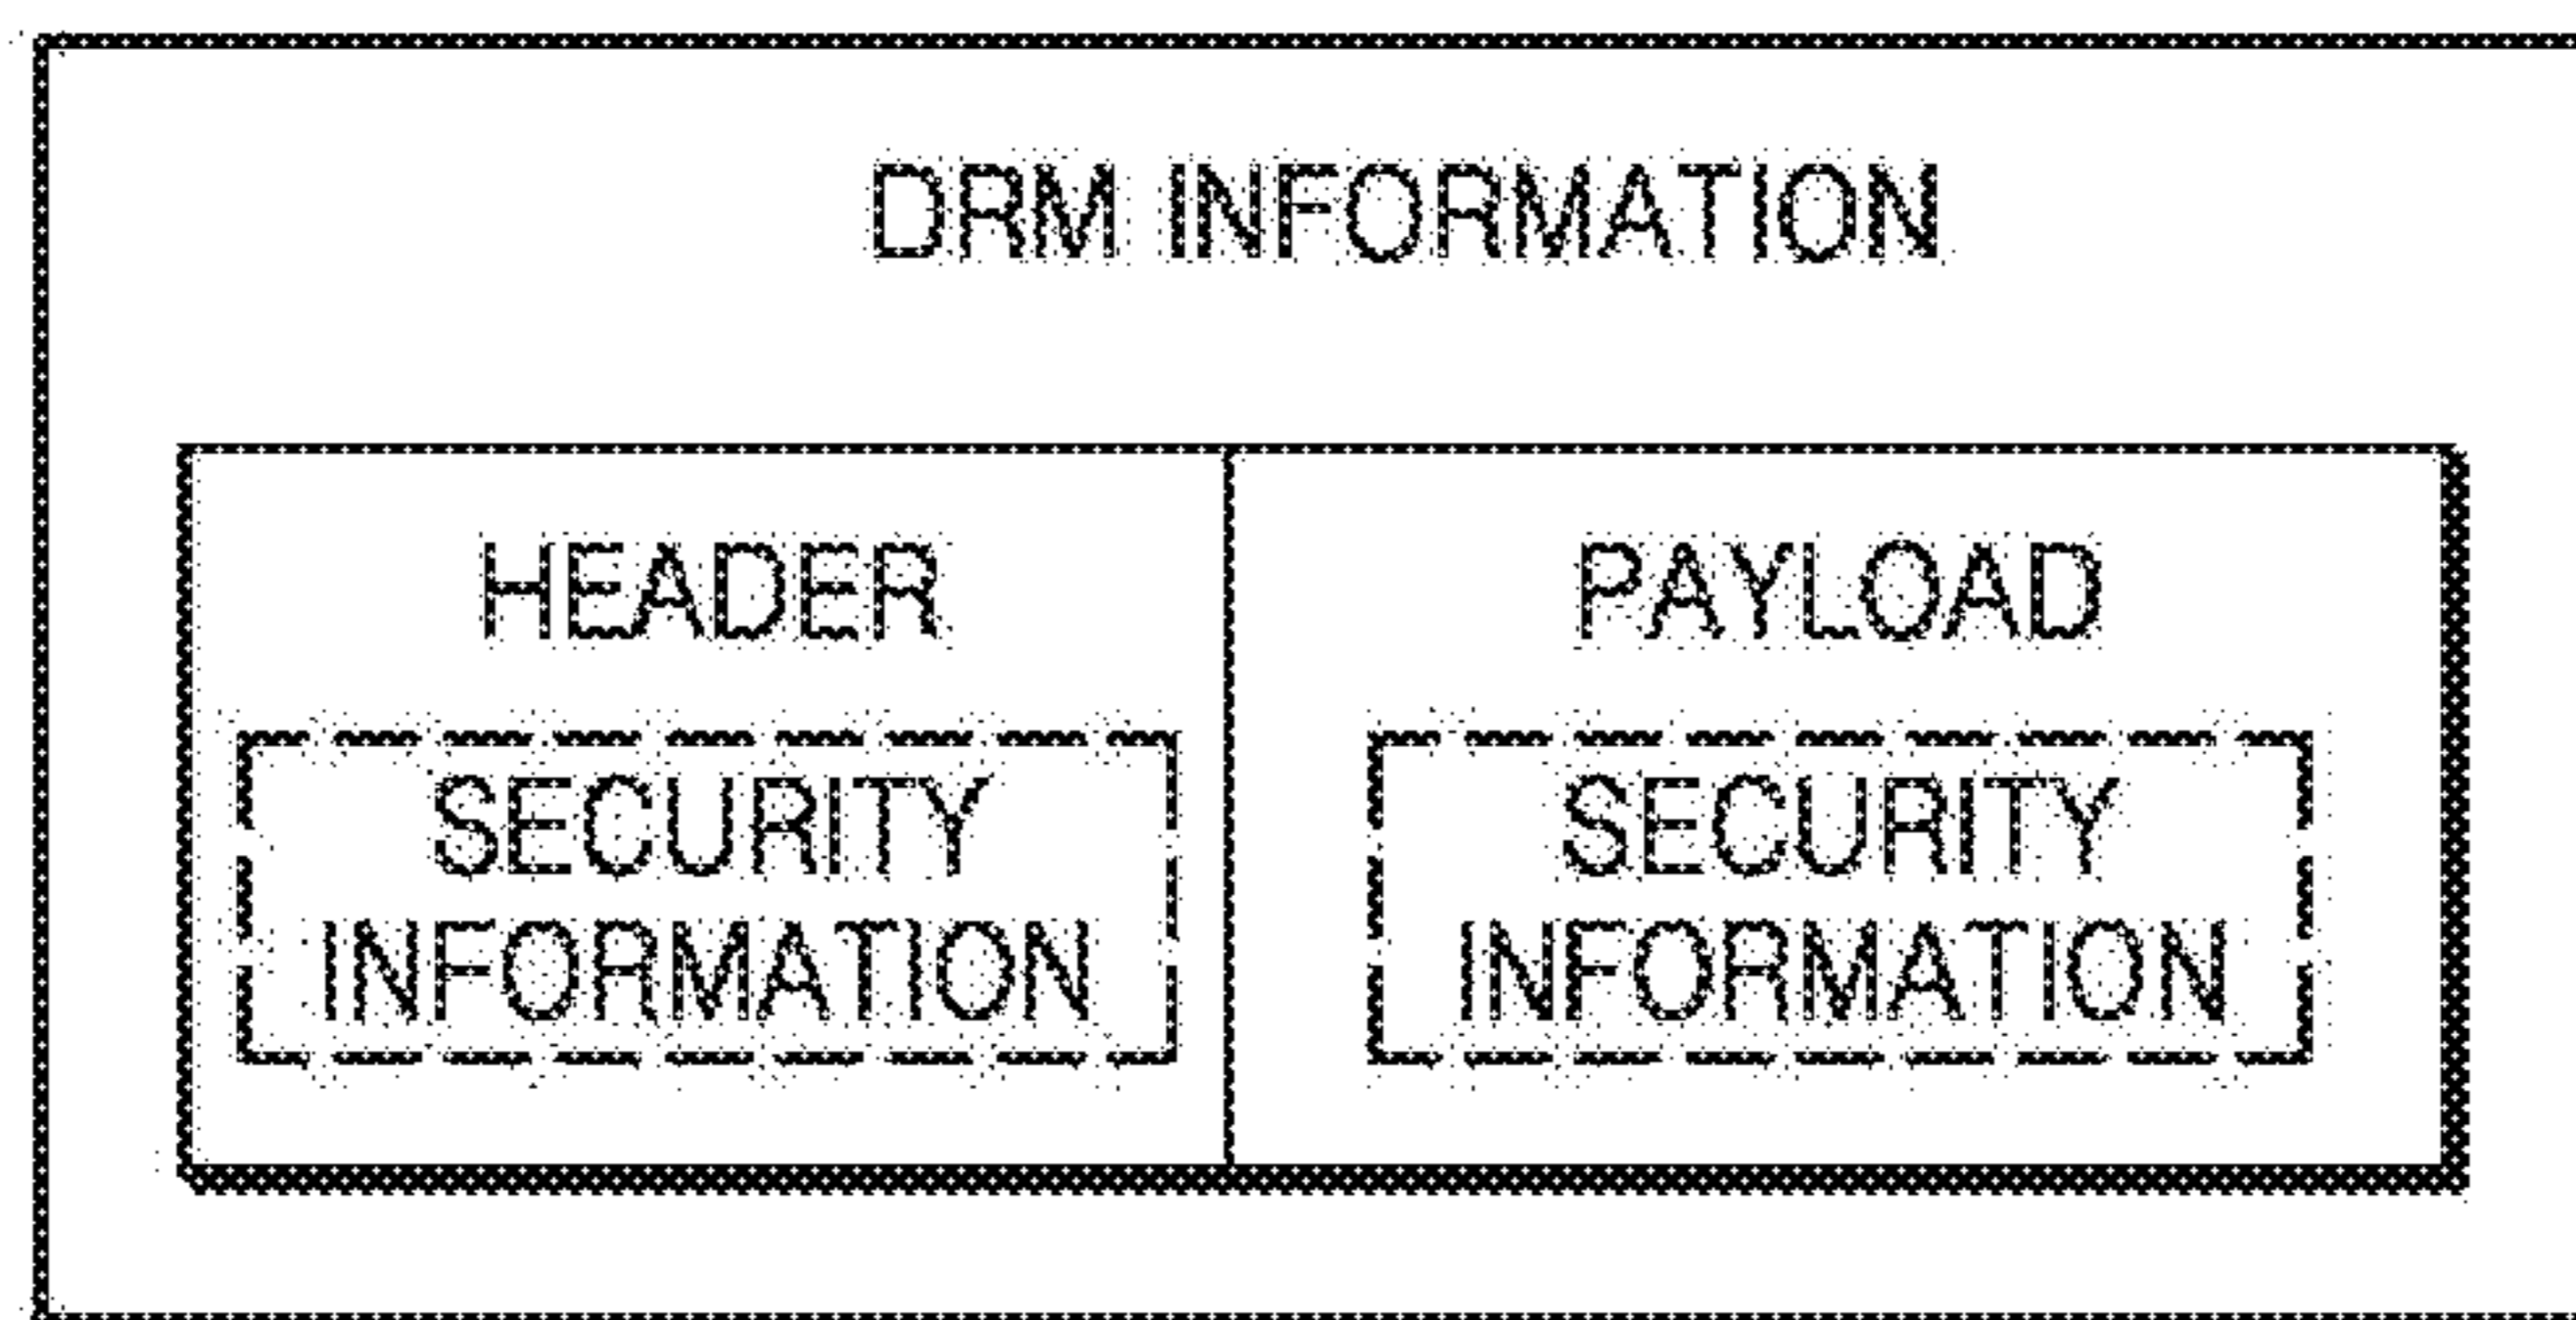 DRM INFORMATION
HEADER
PAYLOAD
SECURITY
INFORMATION
SECURITY
INFORMATION